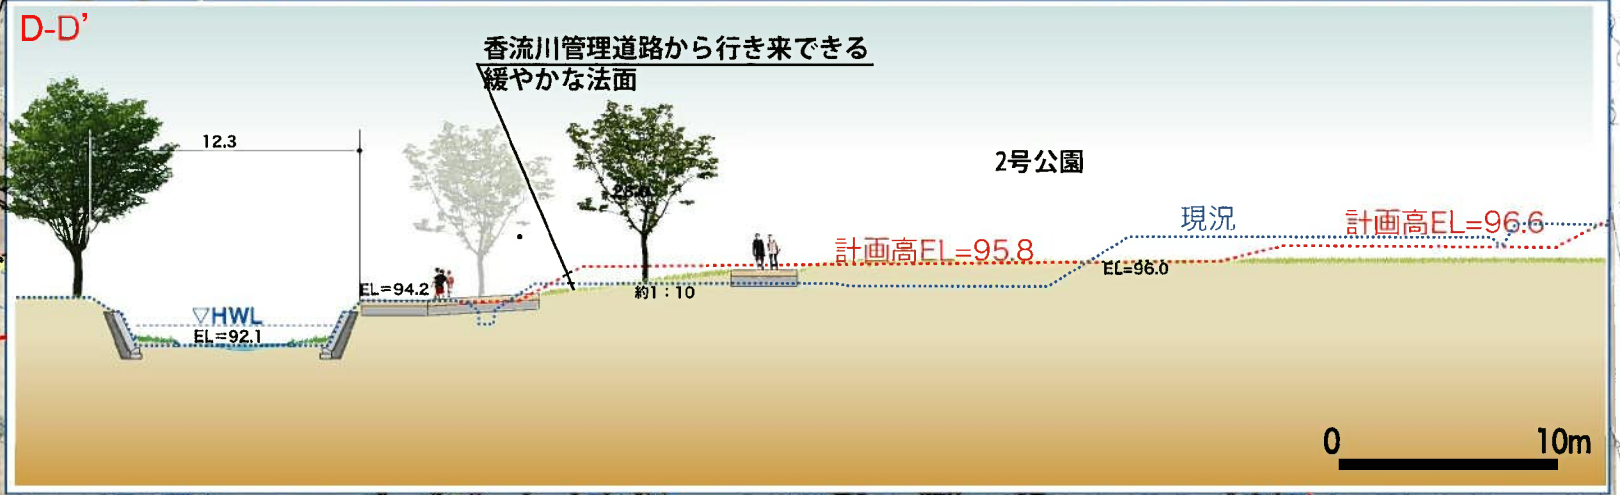 D-D’
香流川管理道路から行き来できる
緩やかな法面
12.3
2号公園
現況
計画高EL=96.6
計画高EL=95.8
EL=96.0
EL=94.2
約1：10
▽HWL
EL=92.1
0 10m